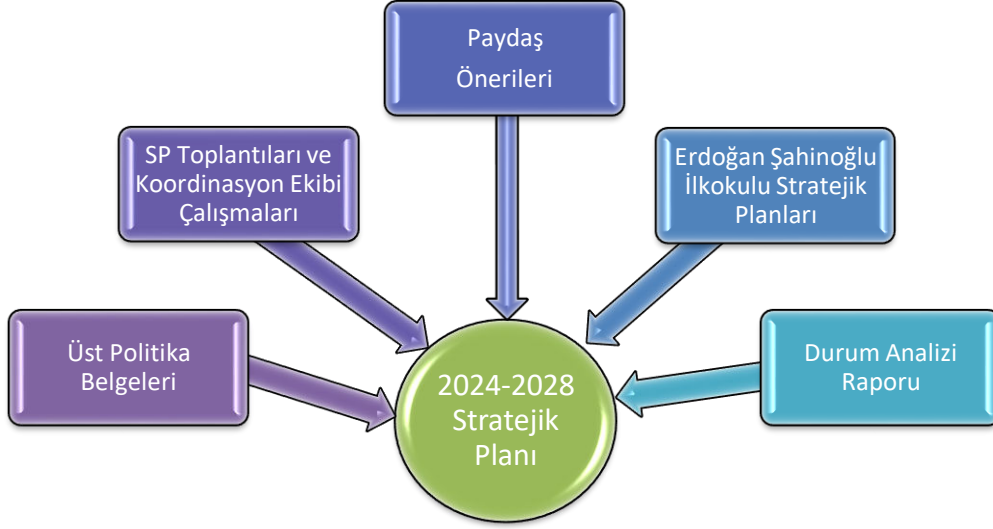 Paydaş
Önerileri
SP Toplantıları ve
Koordinasyon Ekibi
Çalışmaları
Erdoğan Şahinoğlu
İlkokulu Stratejik
Planları
Üst Politika
Belgeleri
2024-2028
Stratejik
Planı
Durum Analizi
Raporu